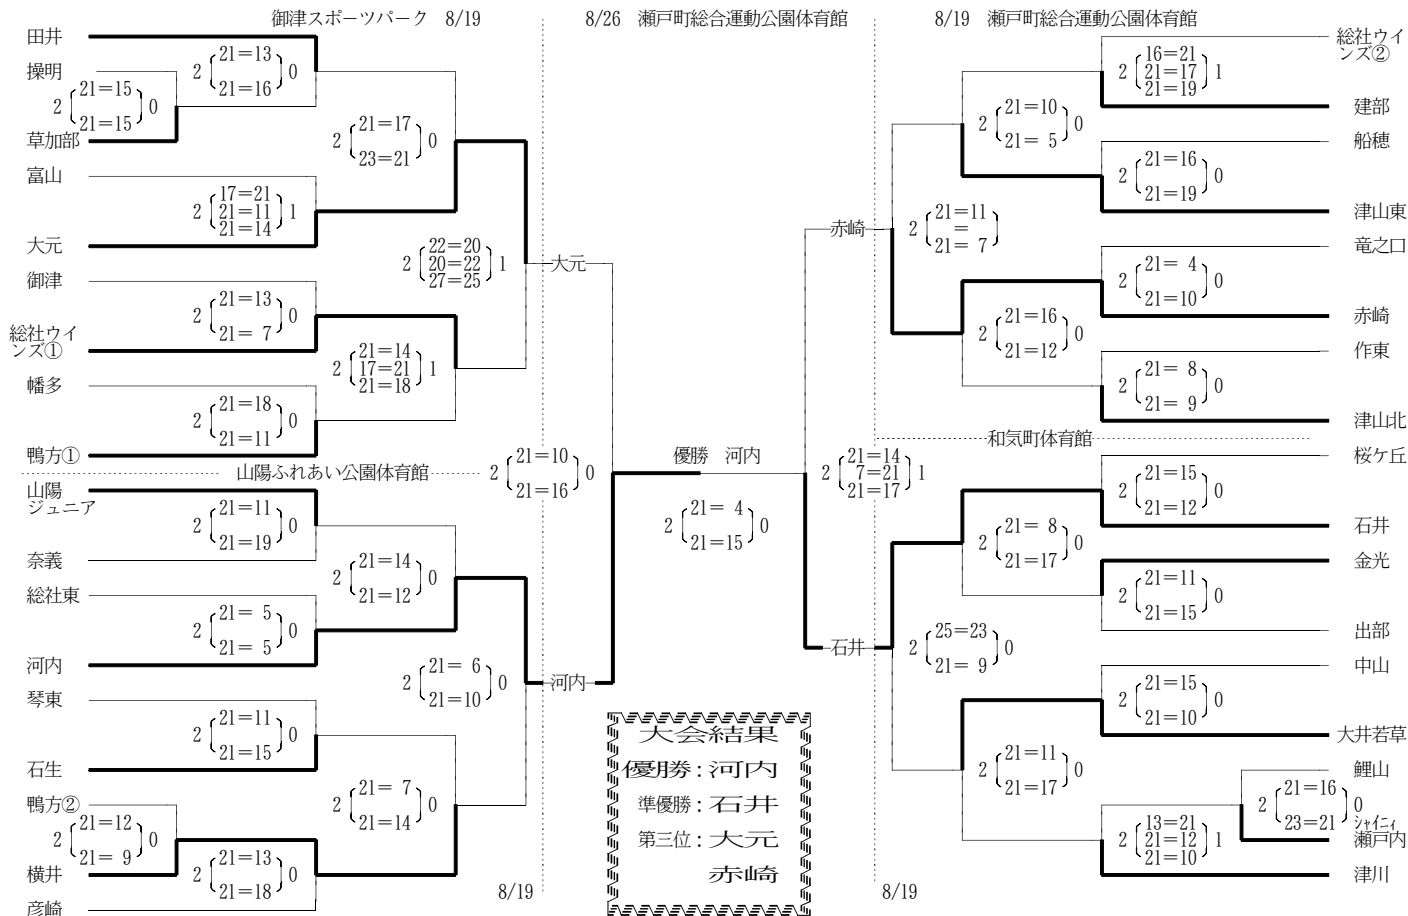 御津スポーツパーク 8/19
8/26 瀬戸町総合運動公園体育館
8/19 瀬戸町総合運動公園体育館
田井
操明
草加部
富山
大元
御津
総社ウイ
ンズ①
幡多
鴨方①
21=13
2 0
21=16
21=15
2 0
21=15
21=17
2 0
23=21
17=21
2 21=11 1
21=14
22=20
2 20=22 1
27=25
21=13
2 0
21= 7
21=14
2 17=21 1
21=18
21=18
2 0
21=11
大元
山陽ふれあい公園体育館
山陽
ジュニア
奈義
総社東
河内
琴東
石生
鴨方②
横井
彦崎
21=11
2 0
21=19
21=14
2 0
21=12
21= 5
2 0
21= 5
21= 6
2 0
21=10
21=11
2 0
21=15
21= 7
2 0
21=14
21=12
2 0
21= 9
21=13
2 0
21=18
河内
8/19
21=10
2 0
21=16
優勝 河内
21= 4
2 0
21=15
21=14
2 7=21 1
21=17
大会結果
優勝:河内
準優勝:石井
第三位:大元
赤崎
赤崎
総社ウイ
ンズ②
建部
船穂
津山東
竜之口
赤崎
作東
津山北
16=21
2 21=17 1
21=19
21=10
2 0
21= 5
21=16
2 0
21=19
21=11
2 =
21= 7
21= 4
2 0
21=10
21=16
2 0
21=12
21= 8
2 0
21= 9
和気町体育館
桜ケ丘
石井
金光
出部
中山
大井若草
鯉山
シャイニィ
瀬戸内
津川
21=15
2 0
21=12
21= 8
2 0
21=17
21=11
2 0
21=15
25=23
2 0
21= 9
21=15
2 0
21=10
21=11
2 0
21=17
21=16
2 0
23=21
13=21
2 21=12 1
21=10
石井
8/19